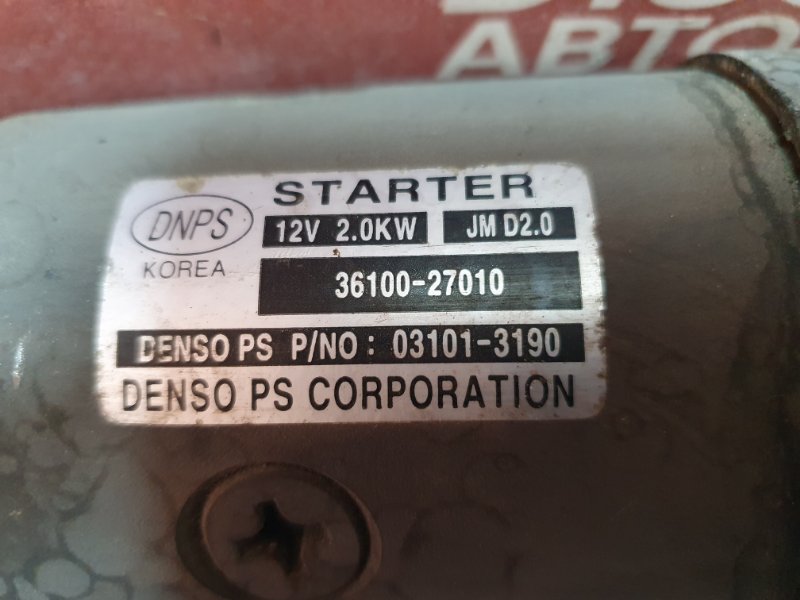 АВТО
STARTER
DNPS
12V 2.0KW JM D2.0
KOREA
36100-27010
DENSO PS P/NO : 03101-3190
DENSO PS CORPORATION